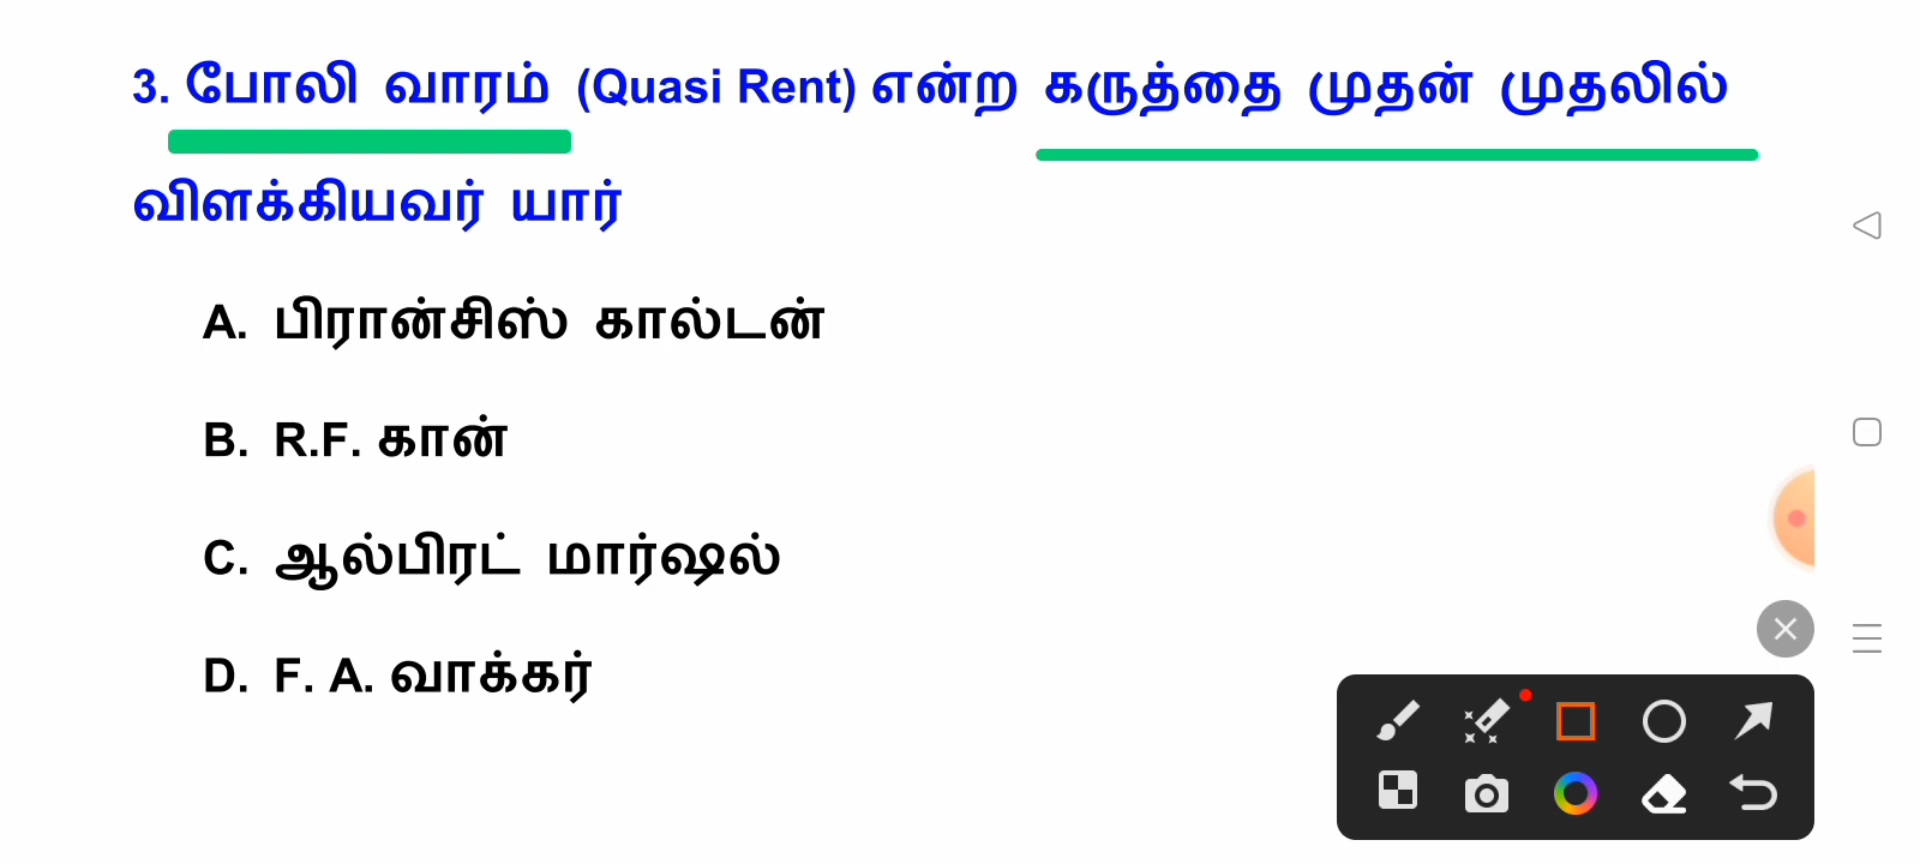 3. போலி வாரம் (Quasi Rent) என்ற கருத்தை முதன் முதலில்
விளக்கியவர் யார்
A. பிரான்சிஸ் கால்டன்
B. R.F. கான்
C. ஆல்பிரட் மார்ஷல்
D. F. A. வாக்கர்